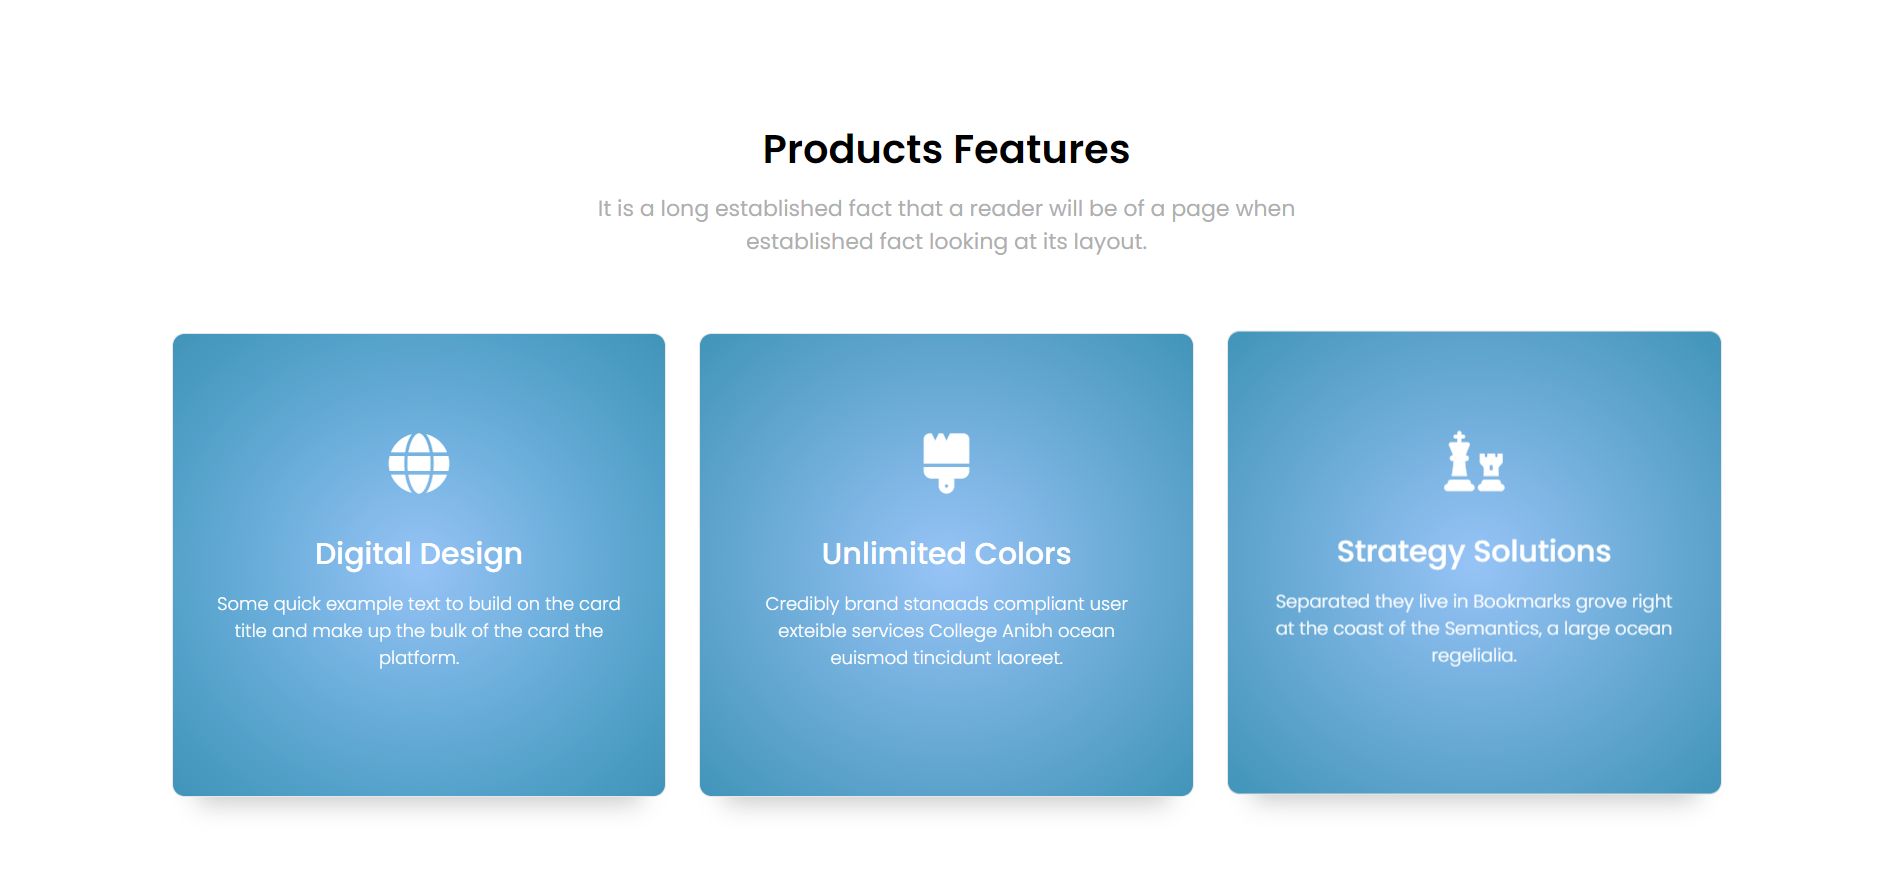 Products Features
It is a long established fact that a reader will be of a page when
established fact looking at its layout.
Digital Design
Some quick example text to build on the card
title and make up the bulk of the card the
platform.
Unlimited Colors
Credibly brand stanaads compliant user
exteible services College Anibh ocean
euismod tincidunt laoreet.
Strategy Solutions
Separated they live in Bookmarks grove right
at the coast of the Semantics, a large ocean
regelialia.